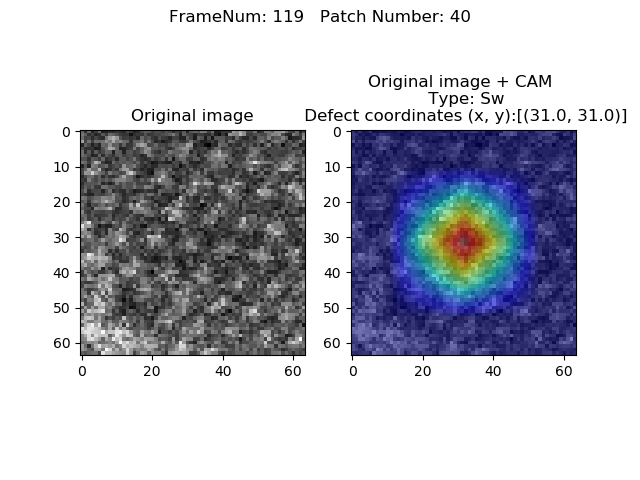 FrameNum: 119   Patch Number: 40
Original image
Original image + CAM
Type: Sw
Defect coordinates (x, y):[(31.0, 31.0)]
0
10
20
30
40
50
60
0 20 40 60
0
10
20
30
40
50
60
0 20 40 60